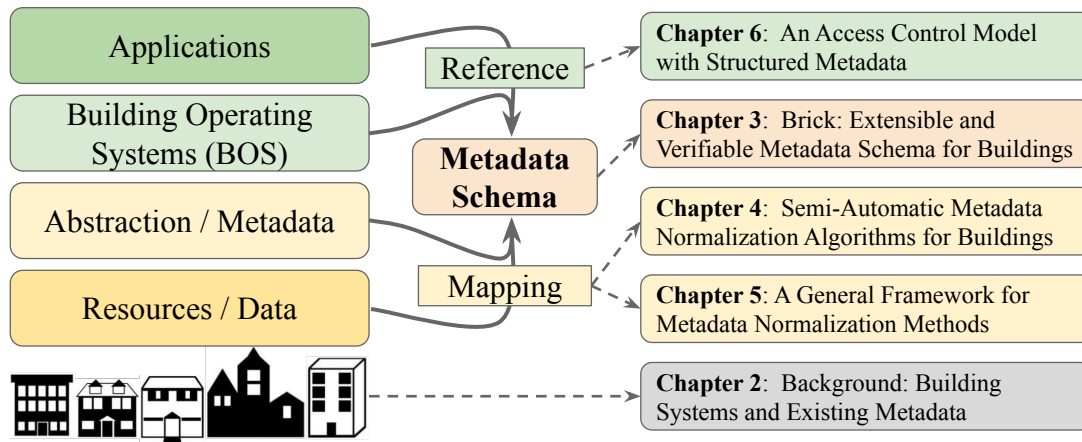 Applications
Building Operating
Systems (BOS)
Abstraction / Metadata
Resources / Data
Reference
Metadata
Schema
Mapping
Chapter 6: An Access Control Model
with Structured Metadata
Chapter 3: Brick: Extensible and
Verifiable Metadata Schema for Buildings
Chapter 4: Semi-Automatic Metadata
Normalization Algorithms for Buildings
Chapter 5: A General Framework for
Metadata Normalization Methods
Chapter 2: Background: Building
Systems and Existing Metadata